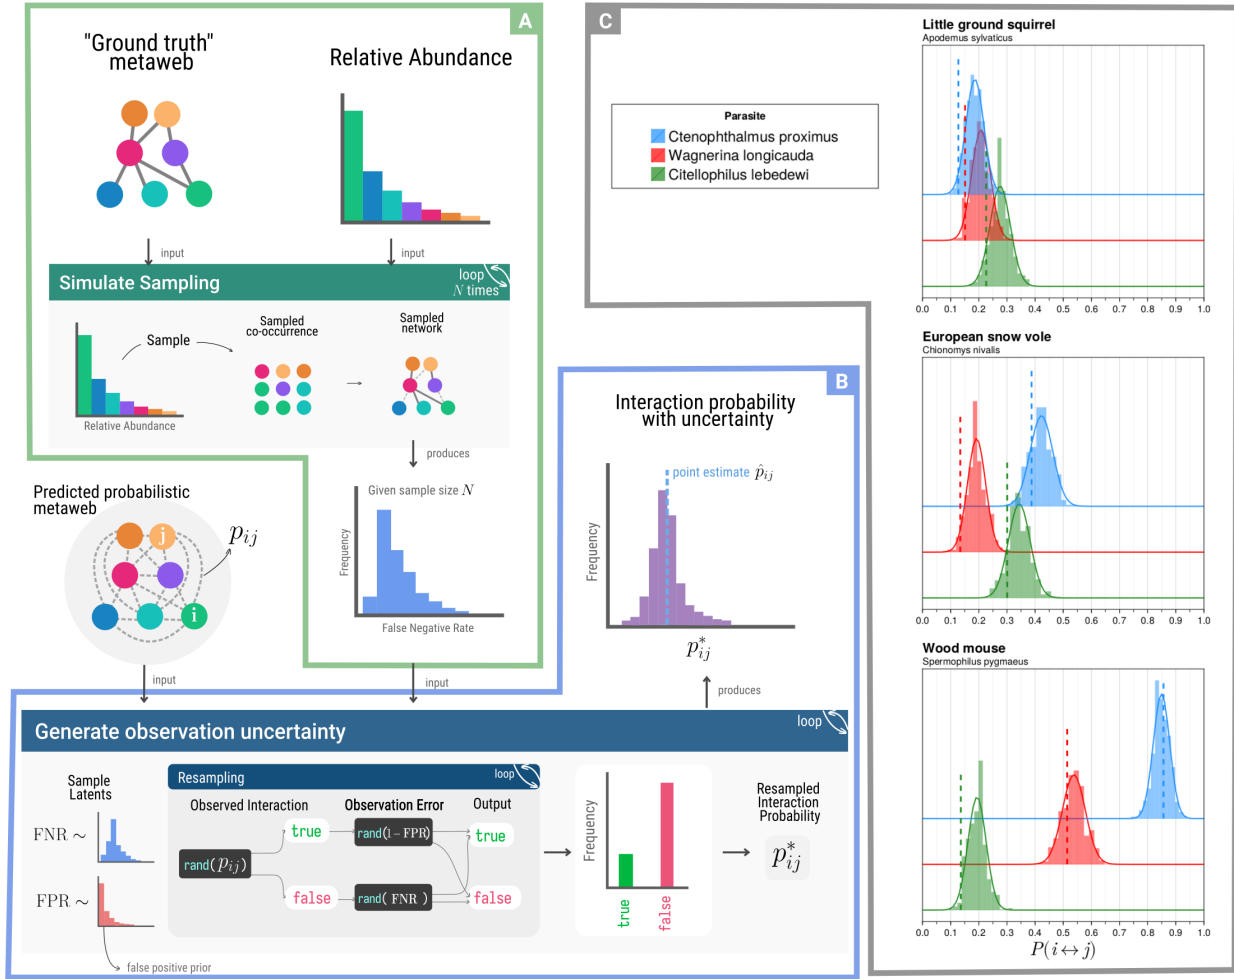 A
"Ground truth"
metaweb
Relative Abundance
input
input
Simulate Sampling
loop
N times
Sample
Sampled
co-occurrence
Sampled
network
Relative Abundance
produces
Given sample size N
Frequency
False Negative Rate
Predicted probabilistic
metaweb
j
i
p_{ij}
input
input
B
Interaction probability
with uncertainty
point estimate p̂_{ij}
Frequency
p*_{ij}
produces
Generate observation uncertainty
loop
Sample
Latents
FNR ∼
FPR ∼
false positive prior
Resampling
loop
Observed Interaction
Observation Error
Output
rand(p_{ij})
true
false
rand(1−FPR)
rand( FNR )
true
false
Frequency
true
false
Resampled
Interaction
Probability
p*_{ij}
C
Parasite
Ctenophthalmus proximus
Wagnerina longicauda
Citellophilus lebedewi
Little ground squirrel
Apodemus sylvaticus
0.0 0.1 0.2 0.3 0.4 0.5 0.6 0.7 0.8 0.9 1.0
European snow vole
Chionomys nivalis
0.0 0.1 0.2 0.3 0.4 0.5 0.6 0.7 0.8 0.9 1.0
Wood mouse
Spermophilus pygmaeus
0.0 0.1 0.2 0.3 0.4 0.5 0.6 0.7 0.8 0.9 1.0
P(i↔j)